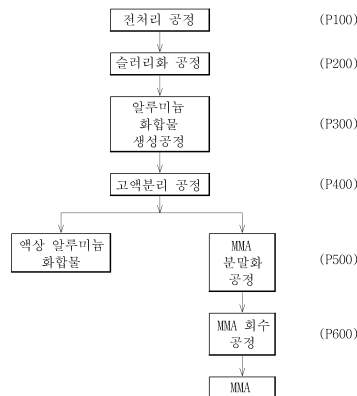 전처리 공정 (P100)
슬러리화 공정 (P200)
알루미늄
화합물 (P300)
생성공정
고액분리 공정 (P400)
액상 알루미늄
화합물
MMA
분말화 (P500)
공정
MMA 회수 (P600)
공정
MMA